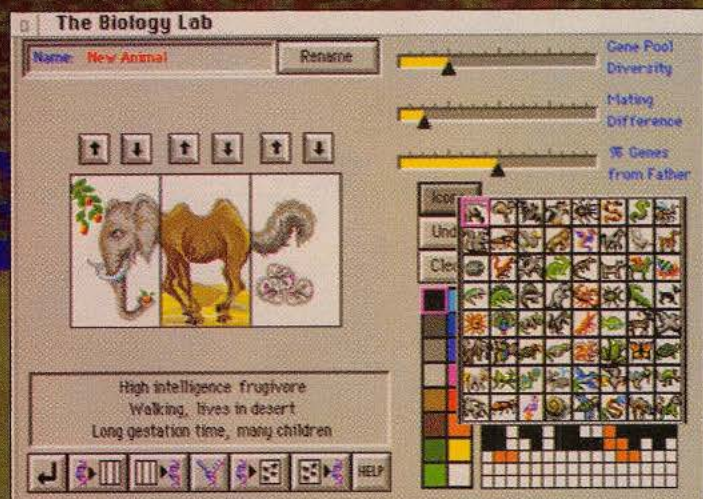 The Biology Lab
Name: New Animal
Rename
Gene Pool
Diversity
Mating
Difference
% Genes
from Father
High intelligence frugivore
Walking, lives in desert
Long gestation time, many children
HELP